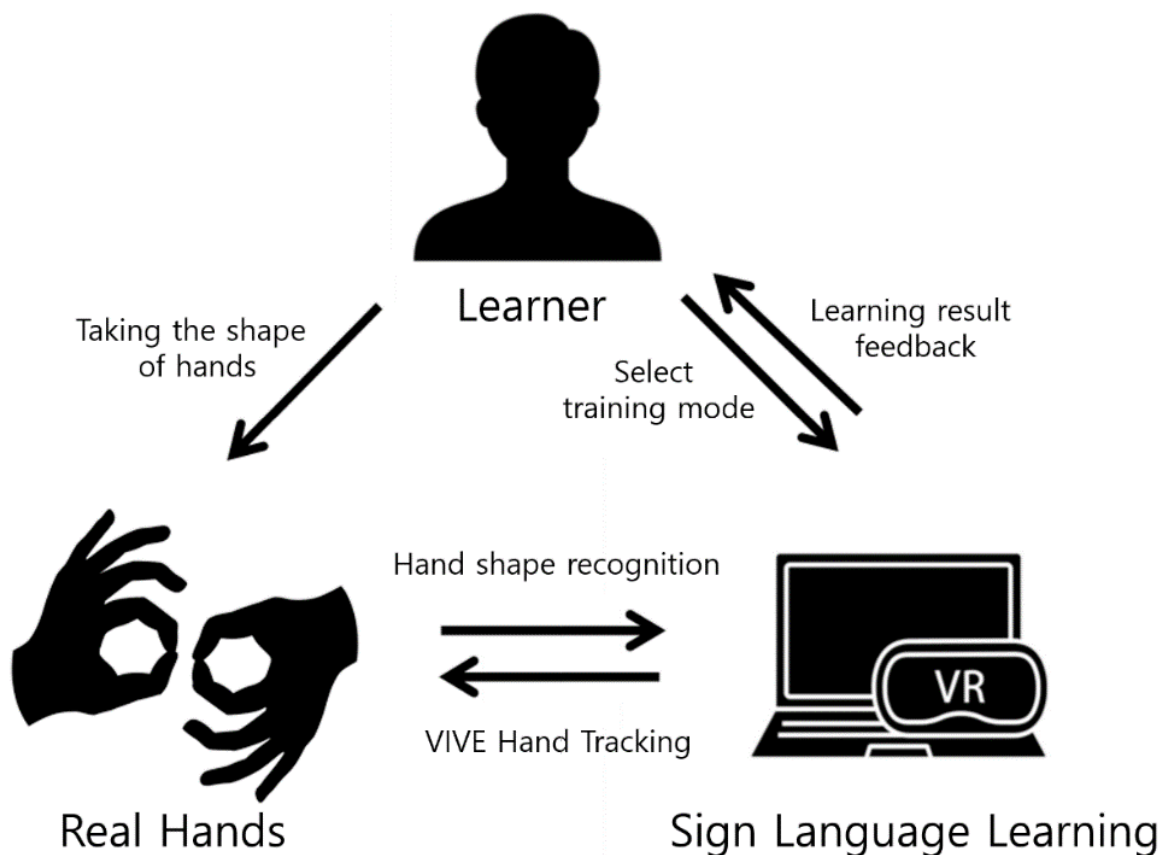 Learner
Taking the shape
of hands
Learning result
feedback
Select
training mode
Hand shape recognition
VR
VIVE Hand Tracking
Real Hands
Sign Language Learning